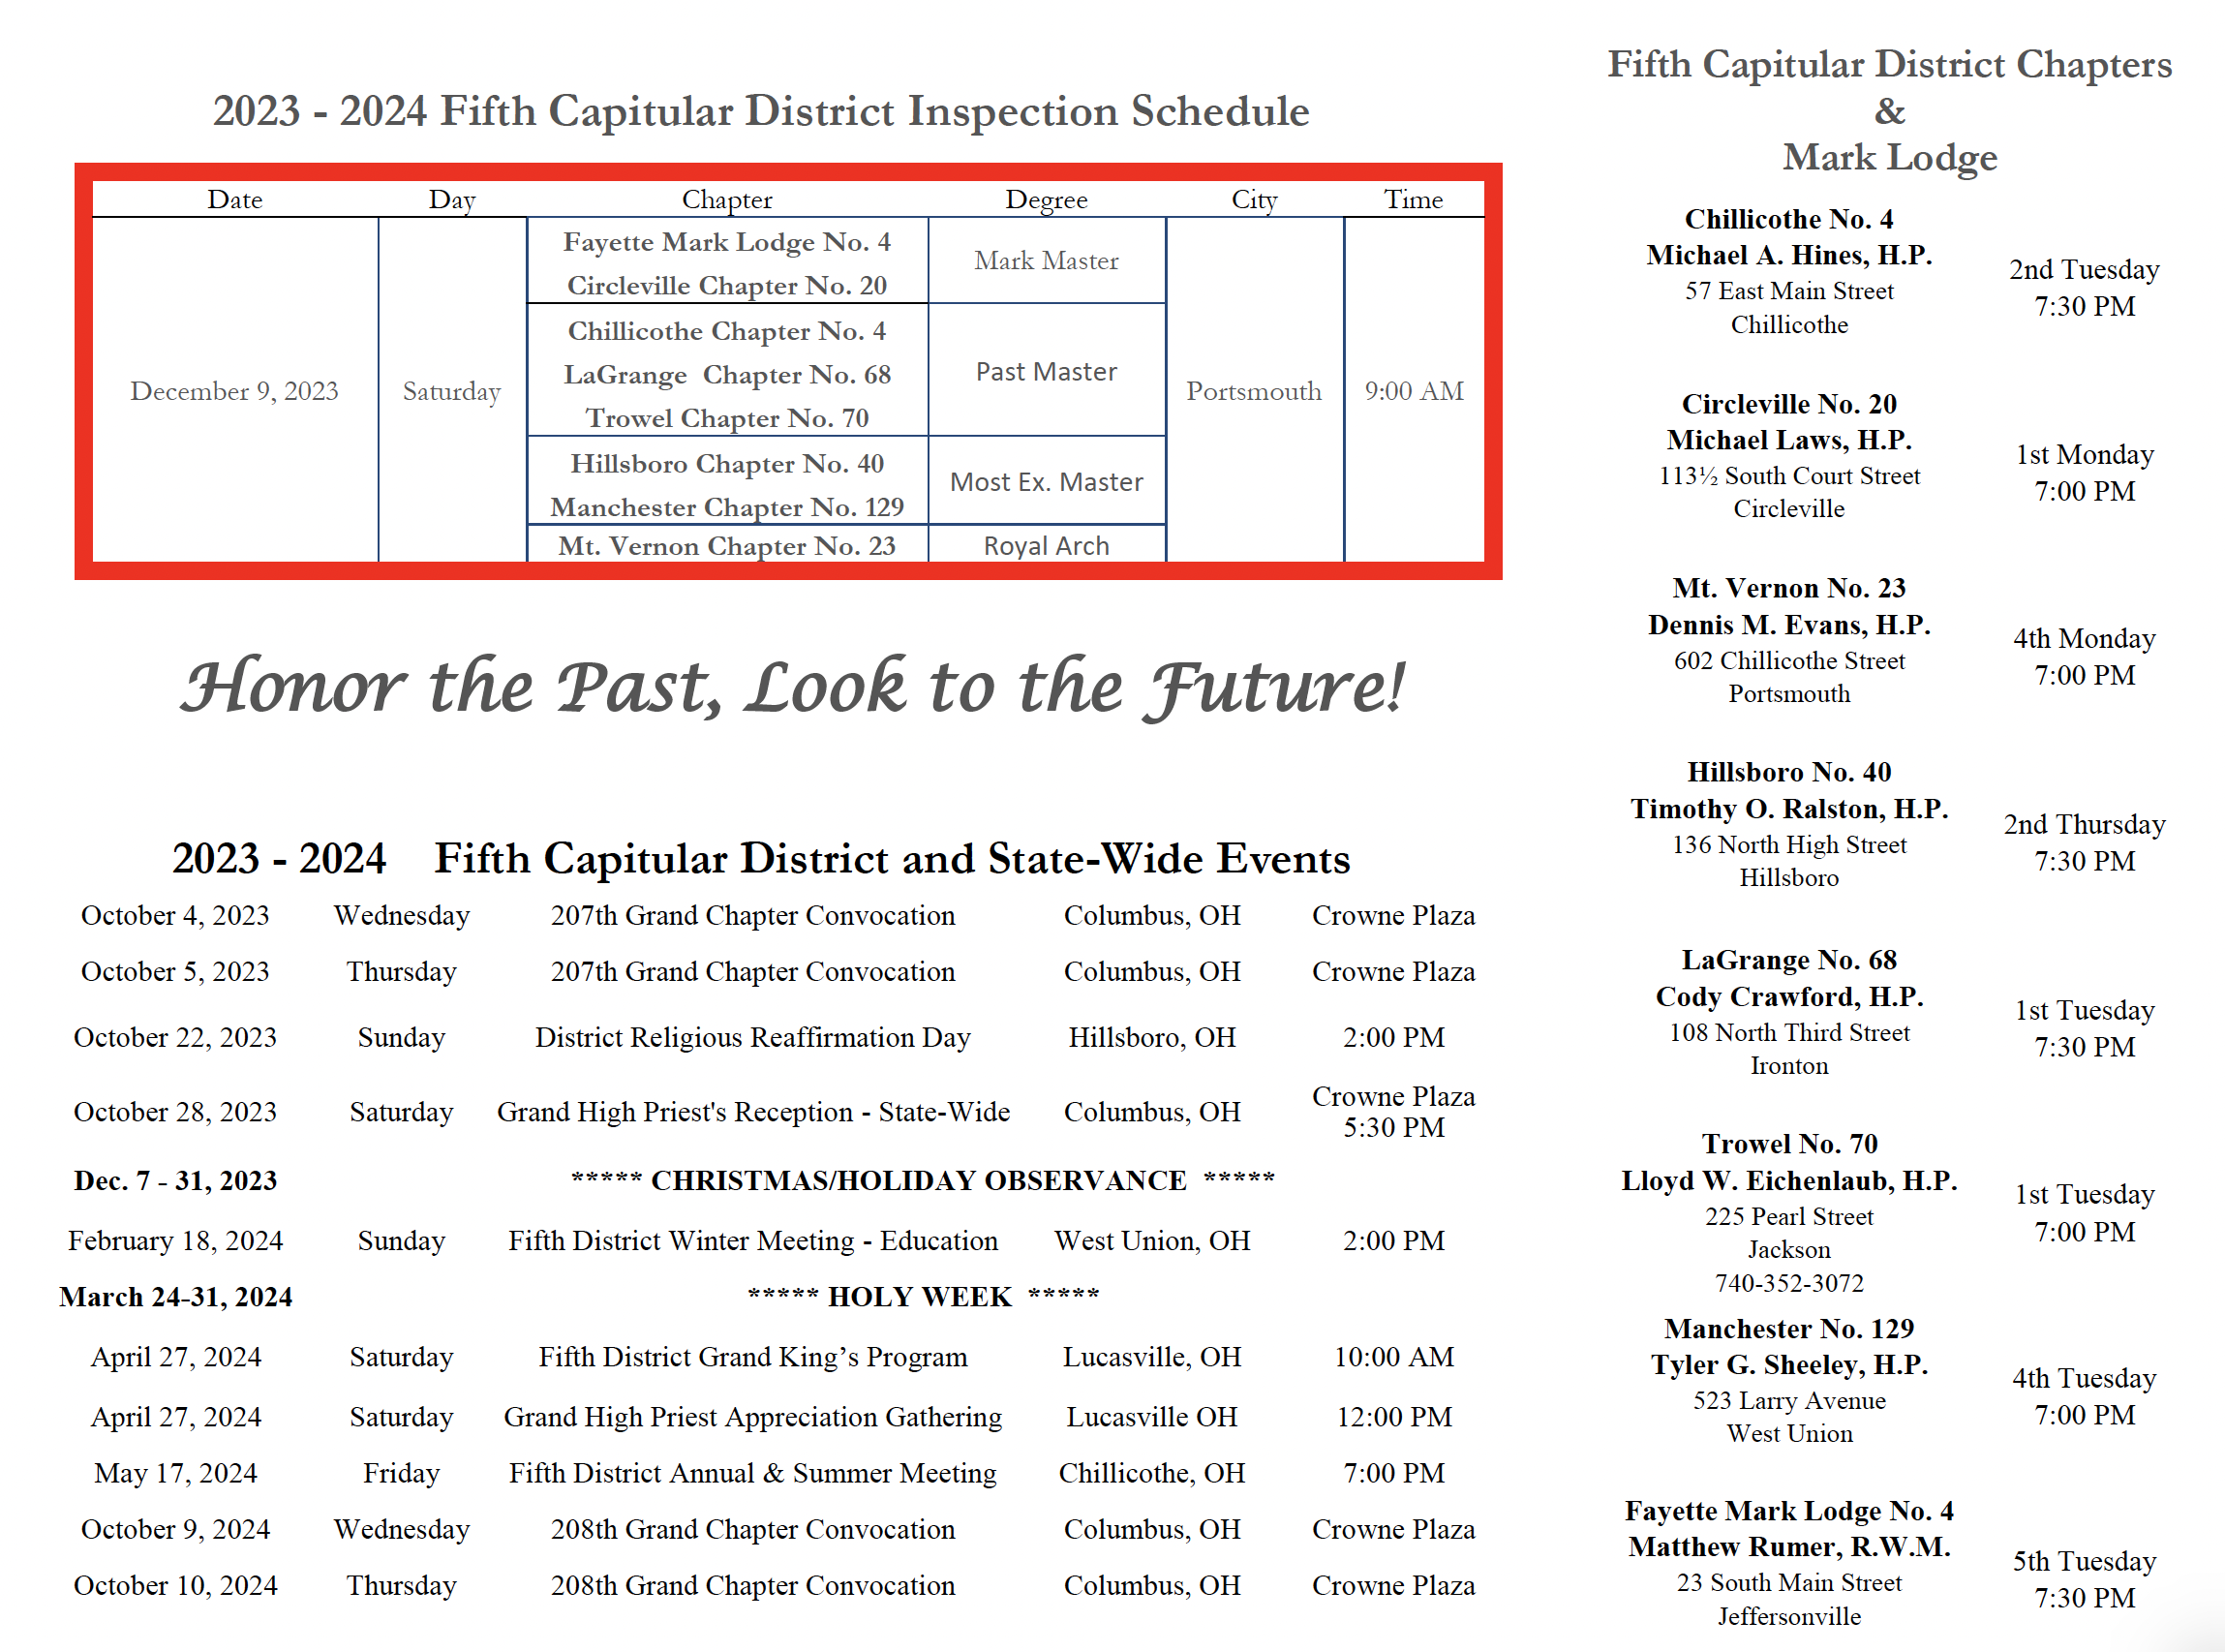 2023 - 2024 Fifth Capitular District Inspection Schedule
Date Day Chapter Degree City Time
Fayette Mark Lodge No. 4
Circleville Chapter No. 20
Mark Master
Chillicothe Chapter No. 4
LaGrange  Chapter No. 68
Trowel Chapter No. 70
Past Master
December 9, 2023 Saturday Portsmouth 9:00 AM
Hillsboro Chapter No. 40
Manchester Chapter No. 129
Most Ex. Master
Mt. Vernon Chapter No. 23 Royal Arch
Honor the Past, Look to the Future!
2023 - 2024 Fifth Capitular District and State-Wide Events
October 4, 2023 Wednesday 207th Grand Chapter Convocation Columbus, OH Crowne Plaza
October 5, 2023 Thursday 207th Grand Chapter Convocation Columbus, OH Crowne Plaza
October 22, 2023 Sunday District Religious Reaffirmation Day Hillsboro, OH 2:00 PM
October 28, 2023 Saturday Grand High Priest's Reception - State-Wide Columbus, OH Crowne Plaza
5:30 PM
Dec. 7 - 31, 2023 ***** CHRISTMAS/HOLIDAY OBSERVANCE *****
February 18, 2024 Sunday Fifth District Winter Meeting - Education West Union, OH 2:00 PM
March 24-31, 2024 ***** HOLY WEEK *****
April 27, 2024 Saturday Fifth District Grand King’s Program Lucasville, OH 10:00 AM
April 27, 2024 Saturday Grand High Priest Appreciation Gathering Lucasville OH 12:00 PM
May 17, 2024 Friday Fifth District Annual & Summer Meeting Chillicothe, OH 7:00 PM
October 9, 2024 Wednesday 208th Grand Chapter Convocation Columbus, OH Crowne Plaza
October 10, 2024 Thursday 208th Grand Chapter Convocation Columbus, OH Crowne Plaza
Fifth Capitular District Chapters
&
Mark Lodge
Chillicothe No. 4
Michael A. Hines, H.P.
57 East Main Street
Chillicothe
2nd Tuesday
7:30 PM
Circleville No. 20
Michael Laws, H.P.
113½ South Court Street
Circleville
1st Monday
7:00 PM
Mt. Vernon No. 23
Dennis M. Evans, H.P.
602 Chillicothe Street
Portsmouth
4th Monday
7:00 PM
Hillsboro No. 40
Timothy O. Ralston, H.P.
136 North High Street
Hillsboro
2nd Thursday
7:30 PM
LaGrange No. 68
Cody Crawford, H.P.
108 North Third Street
Ironton
1st Tuesday
7:30 PM
Trowel No. 70
Lloyd W. Eichenlaub, H.P.
225 Pearl Street
Jackson
740-352-3072
1st Tuesday
7:00 PM
Manchester No. 129
Tyler G. Sheeley, H.P.
523 Larry Avenue
West Union
4th Tuesday
7:00 PM
Fayette Mark Lodge No. 4
Matthew Rumer, R.W.M.
23 South Main Street
Jeffersonville
5th Tuesday
7:30 PM